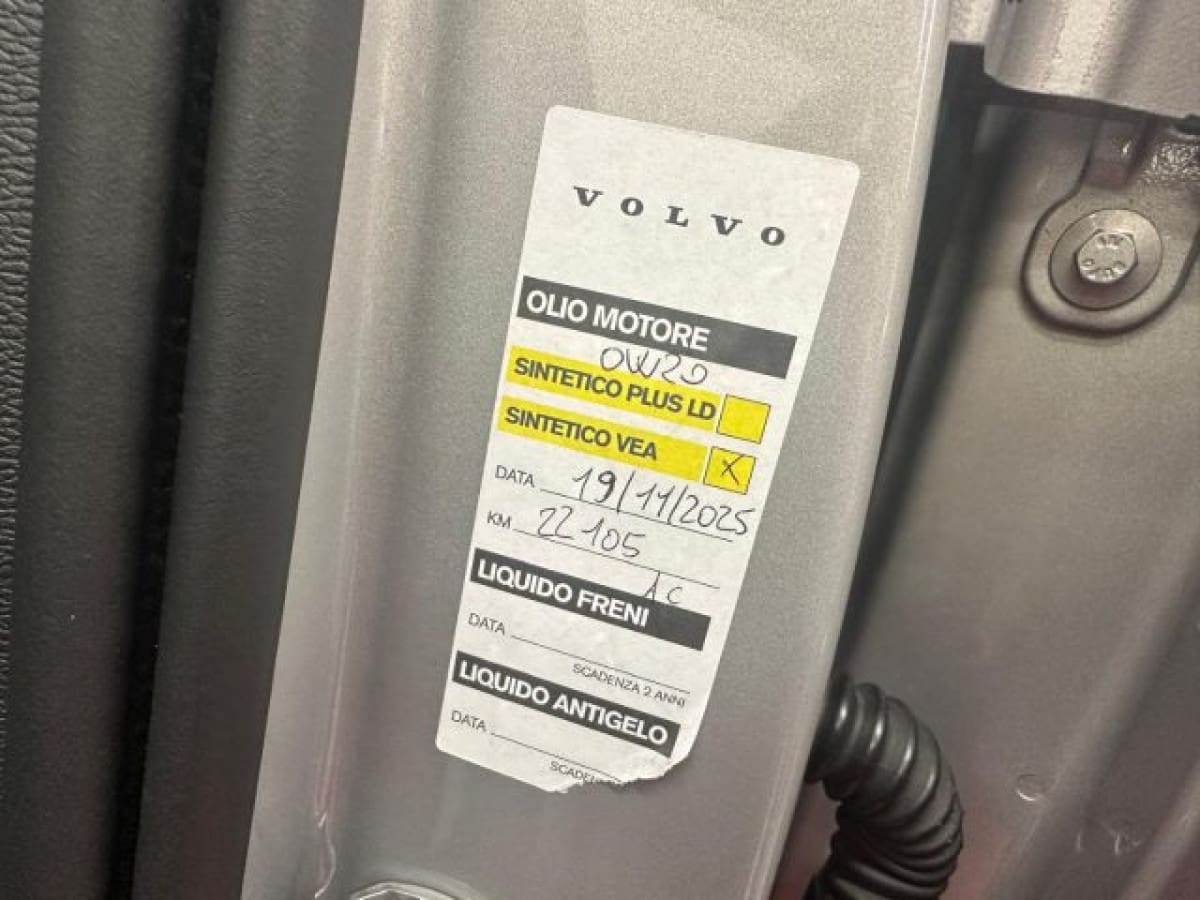 VOLVO
OLIO MOTORE
0W20
SINTETICO PLUS LD
SINTETICO VEA X
DATA 19/11/2025
KM 22105
AC
LIQUIDO FRENI
DATA
SCADENZA 2 ANNI
LIQUIDO ANTIGELO
DATA